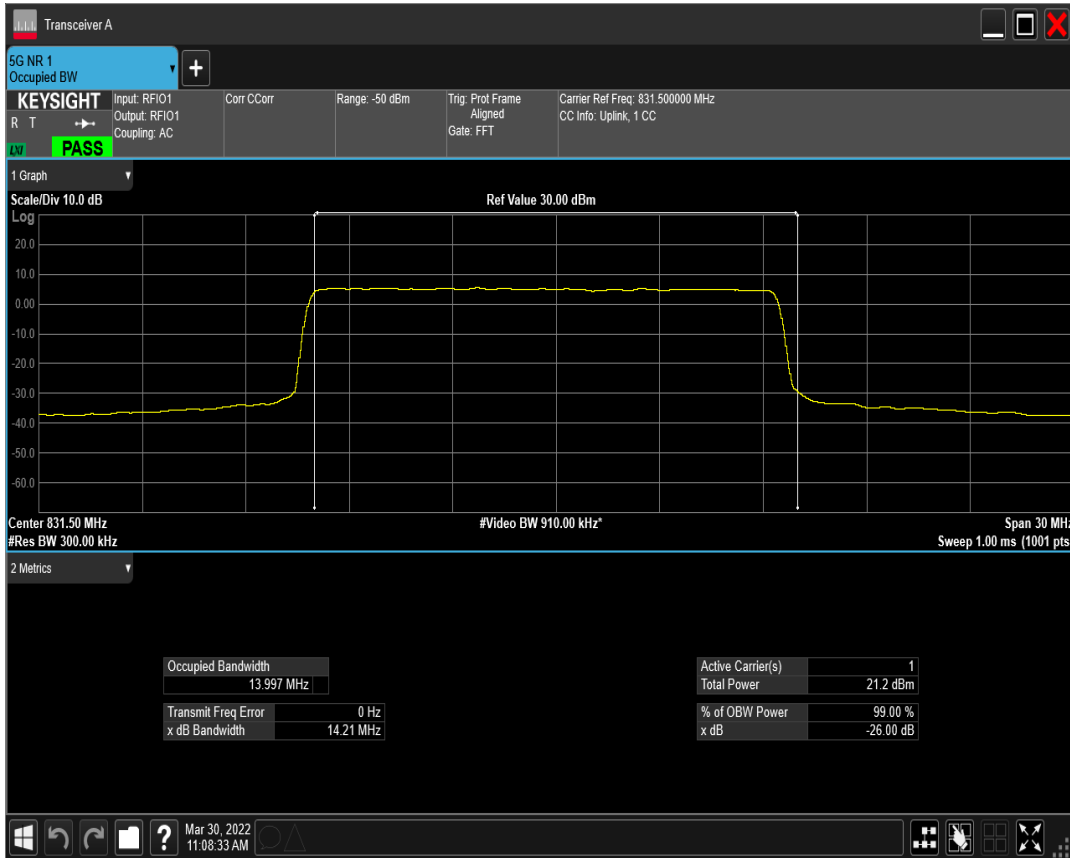 Transceiver A
5G NR 1
Occupied BW
KEYSIGHT
R T
LXI
PASS
Input: RFIO1
Output: RFIO1
Coupling: AC
Corr CCorr
Range: -50 dBm
Trig: Prot Frame
Aligned
Gate: FFT
Carrier Ref Freq: 831.500000 MHz
CC Info: Uplink, 1 CC
1 Graph
Scale/Div 10.0 dB
Ref Value 30.00 dBm
Log
20.0
10.0
0.00
-10.0
-20.0
-30.0
-40.0
-50.0
-60.0
Center 831.50 MHz
#Video BW 910.00 kHz*
Span 30 MHz
#Res BW 300.00 kHz
Sweep 1.00 ms (1001 pts
2 Metrics
Occupied Bandwidth
13.997 MHz
Transmit Freq Error 0 Hz
x dB Bandwidth 14.21 MHz
Active Carrier(s) 1
Total Power 21.2 dBm
% of OBW Power 99.00 %
x dB -26.00 dB
?
Mar 30, 2022
11:08:33 AM